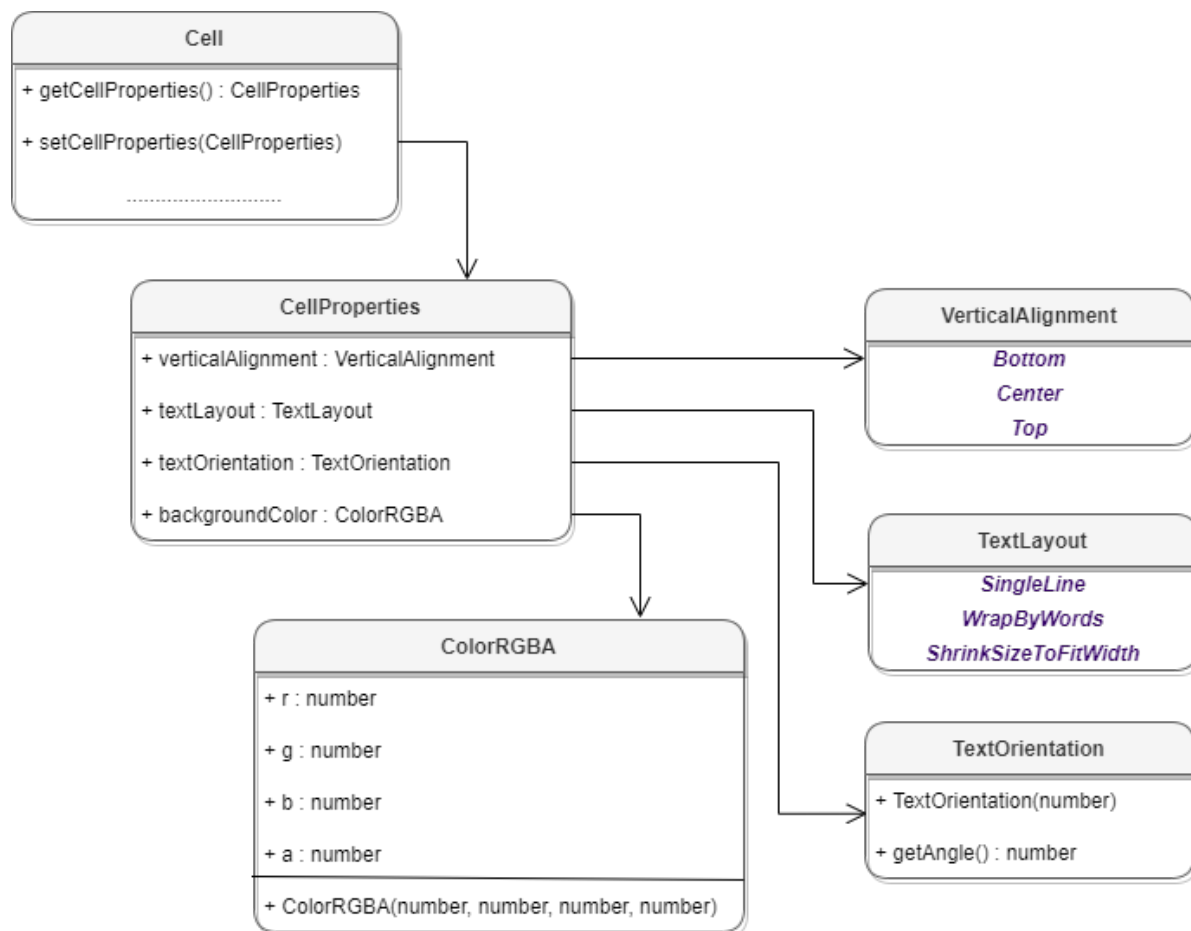 Cell
+ getCellProperties() : CellProperties
+ setCellProperties(CellProperties)
CellProperties
+ verticalAlignment : VerticalAlignment
+ textLayout : TextLayout
+ textOrientation : TextOrientation
+ backgroundColor : ColorRGBA
VerticalAlignment
Bottom
Center
Top
TextLayout
SingleLine
WrapByWords
ShrinkSizeToFitWidth
ColorRGBA
+ r : number
+ g : number
+ b : number
+ a : number
+ ColorRGBA(number, number, number, number)
TextOrientation
+ TextOrientation(number)
+ getAngle() : number